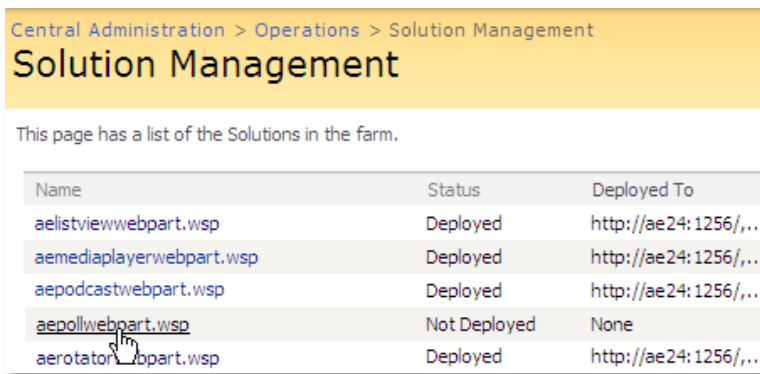 Central Administration > Operations > Solution Management
Solution Management
This page has a list of the Solutions in the farm.
Name Status Deployed To
aelistviewwebpart.wsp Deployed http://ae24:1256/,...
aemediaplayerwebpart.wsp Deployed http://ae24:1256/,...
aepodcastwebpart.wsp Deployed http://ae24:1256/,...
aepollwebpart.wsp Not Deployed None
aerotatorwebpart.wsp Deployed http://ae24:1256/,...